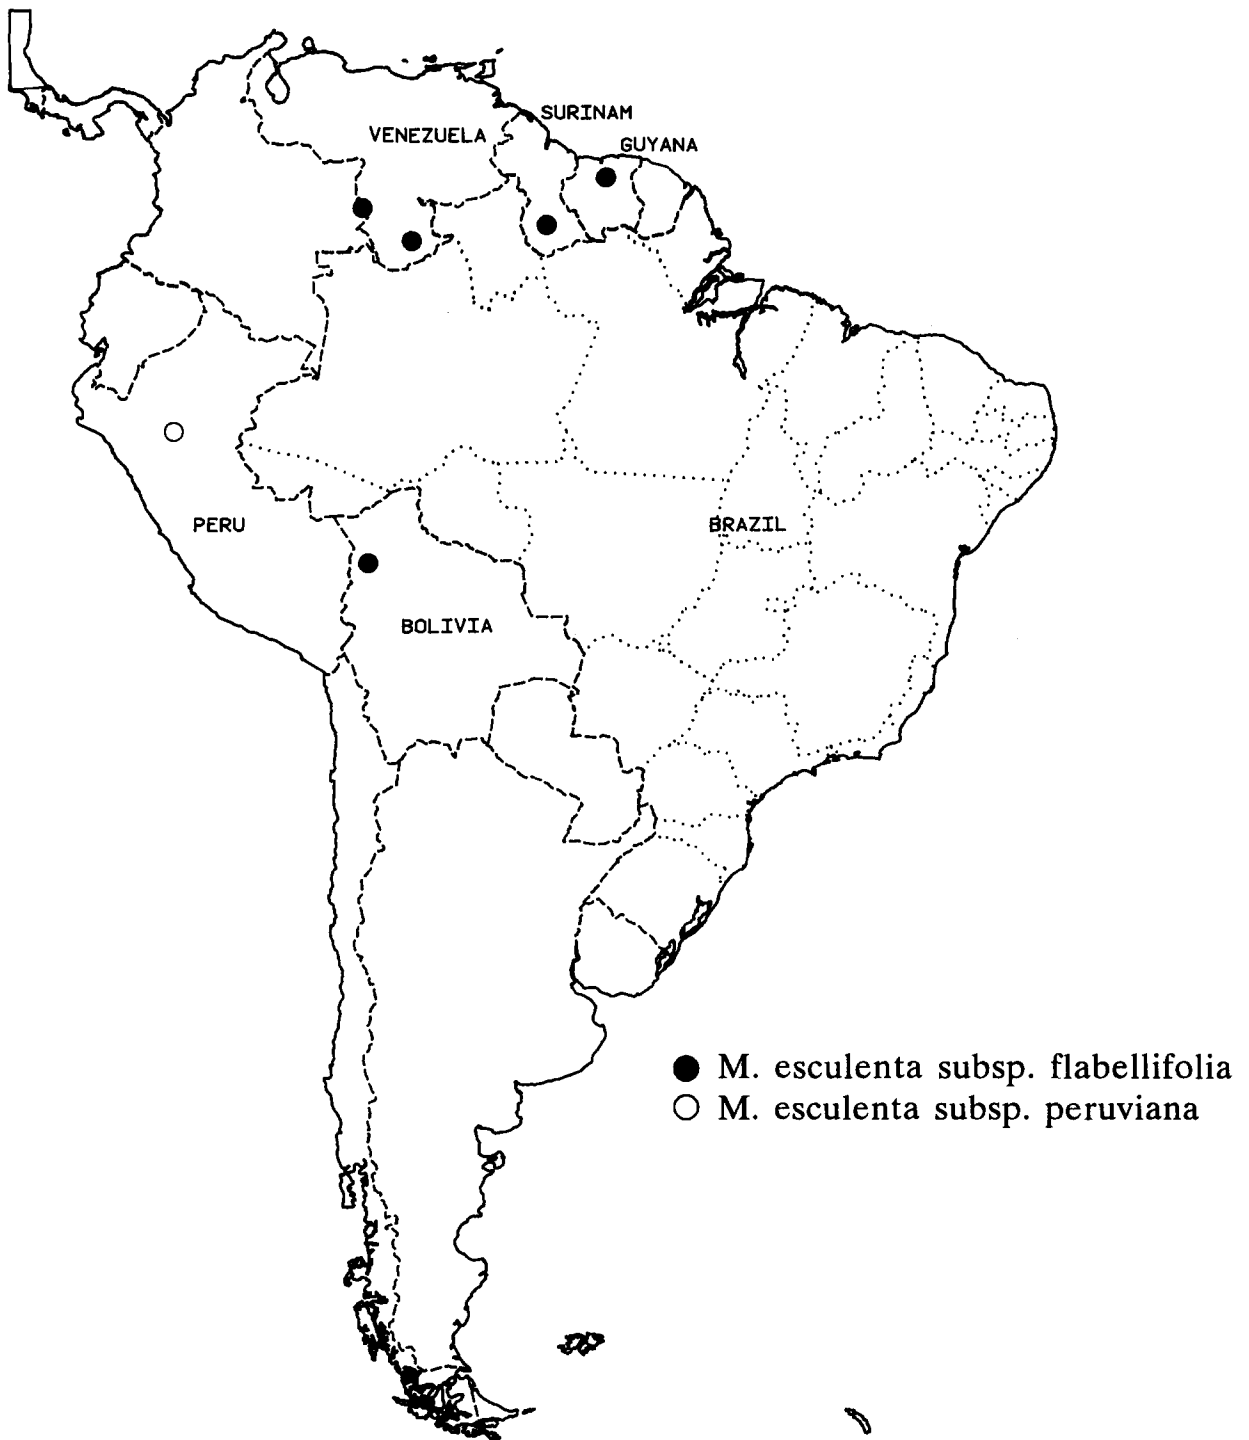 SURINAM
VENEZUELA
GUYANA
PERU
BRAZIL
BOLIVIA
M. esculenta subsp. flabellifolia
M. esculenta subsp. peruviana